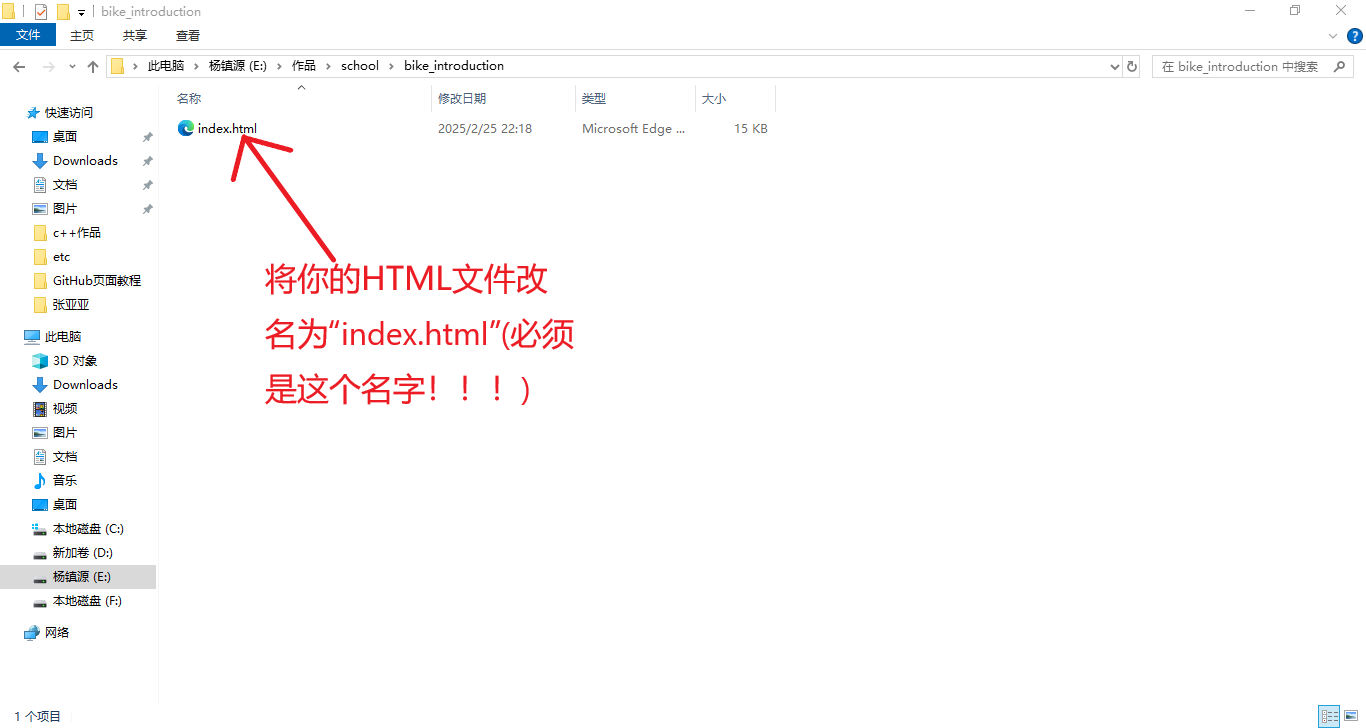 bike_introduction
文件 主页 共享 查看
此电脑 杨镇源 (E:) 作品 school bike_introduction 在 bike_introduction 中搜索
名称 修改日期 类型 大小
index.html 2025/2/25 22:18 Microsoft Edge ... 15 KB
快速访问
桌面
Downloads
文档
图片
c++作品
etc
GitHub页面教程
张亚亚
此电脑
3D 对象
Downloads
视频
图片
文档
音乐
桌面
本地磁盘 (C:)
新加卷 (D:)
杨镇源 (E:)
本地磁盘 (F:)
网络
将你的HTML文件改
名为“index.html”(必须
是这个名字！！！)
1 个项目